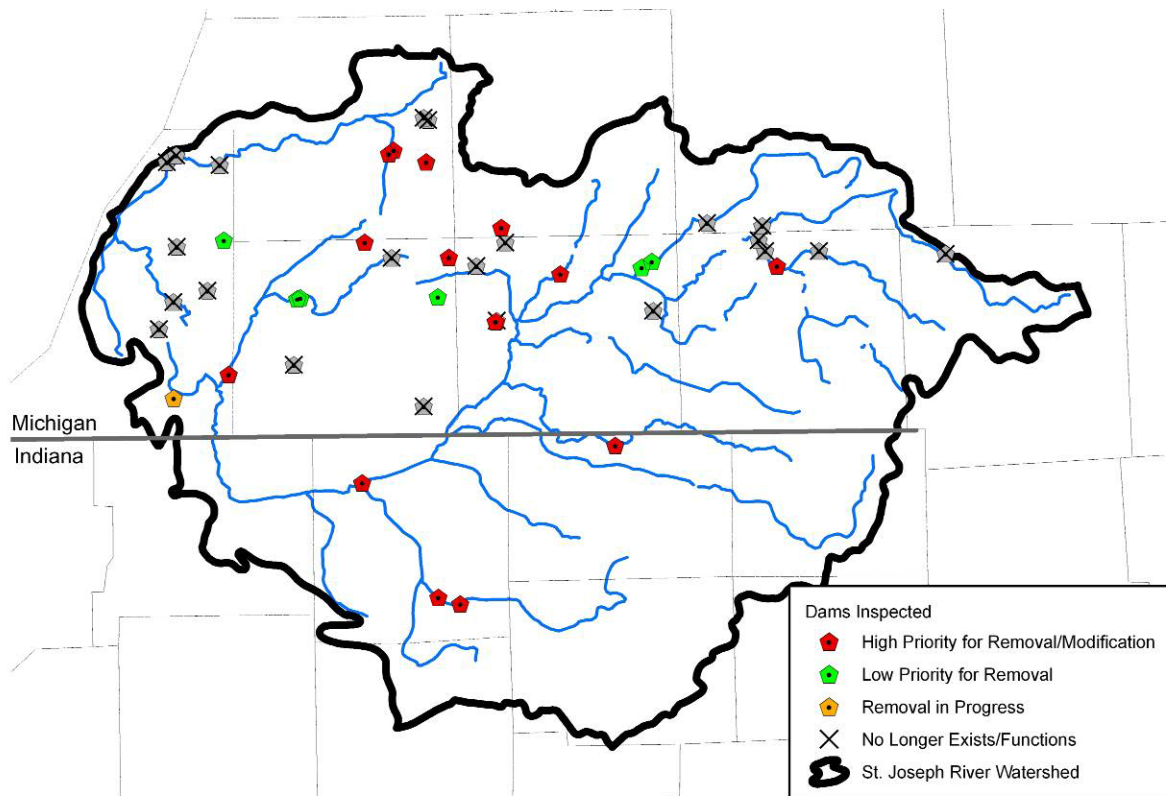 Michigan
Indiana
Dams Inspected
High Priority for Removal/Modification
Low Priority for Removal
Removal in Progress
No Longer Exists/Functions
St. Joseph River Watershed